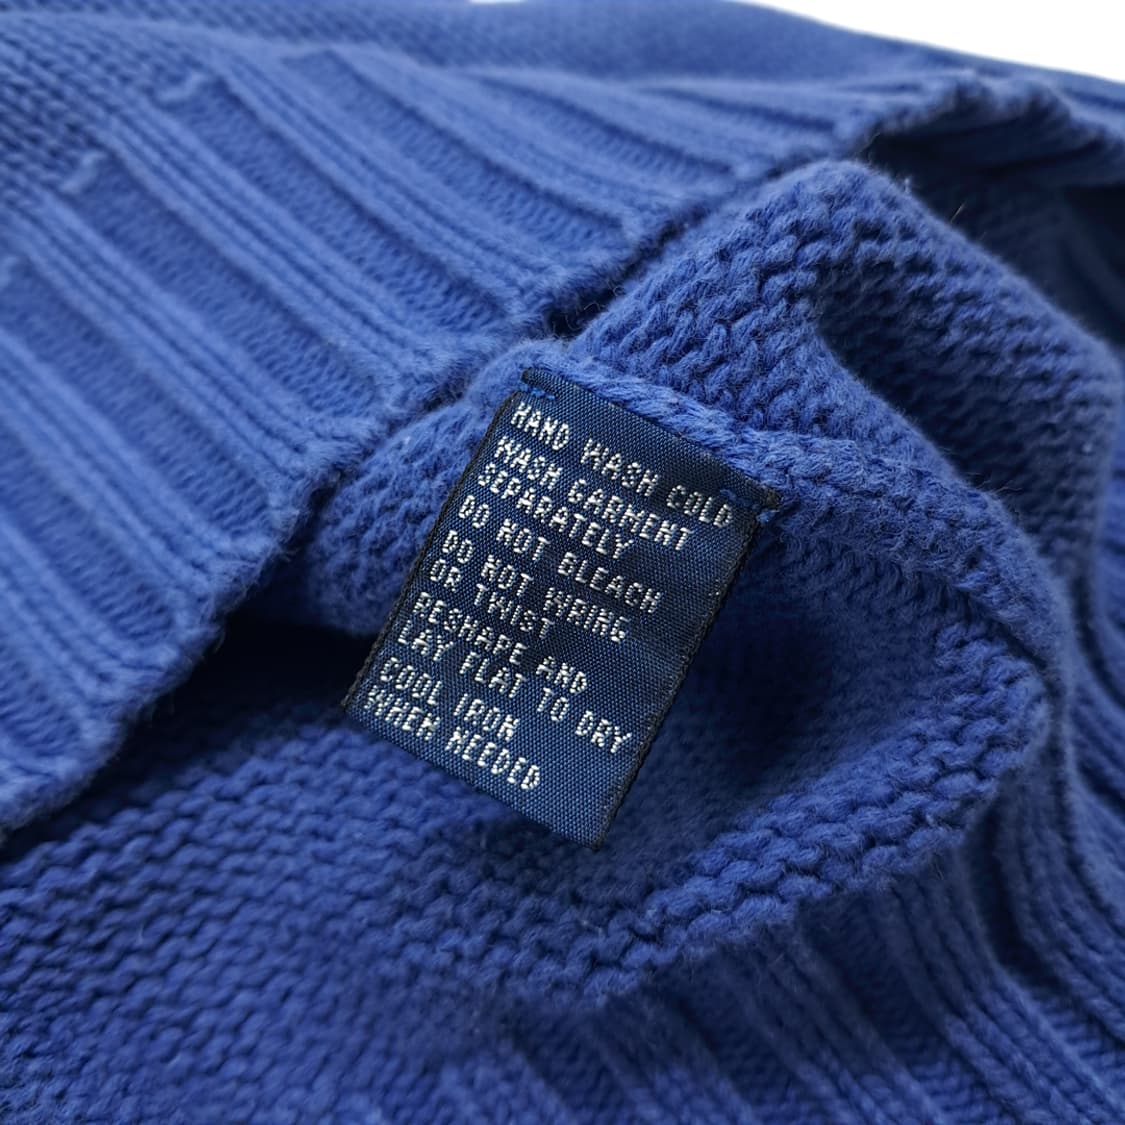 HAND WASH COLD
WASH GARMENT
SEPARATELY
DO NOT BLEACH
DO NOT WRING
OR TWIST
RESHAPE AND
LAY FLAT TO DRY
COOL IRON
WHEN NEEDED